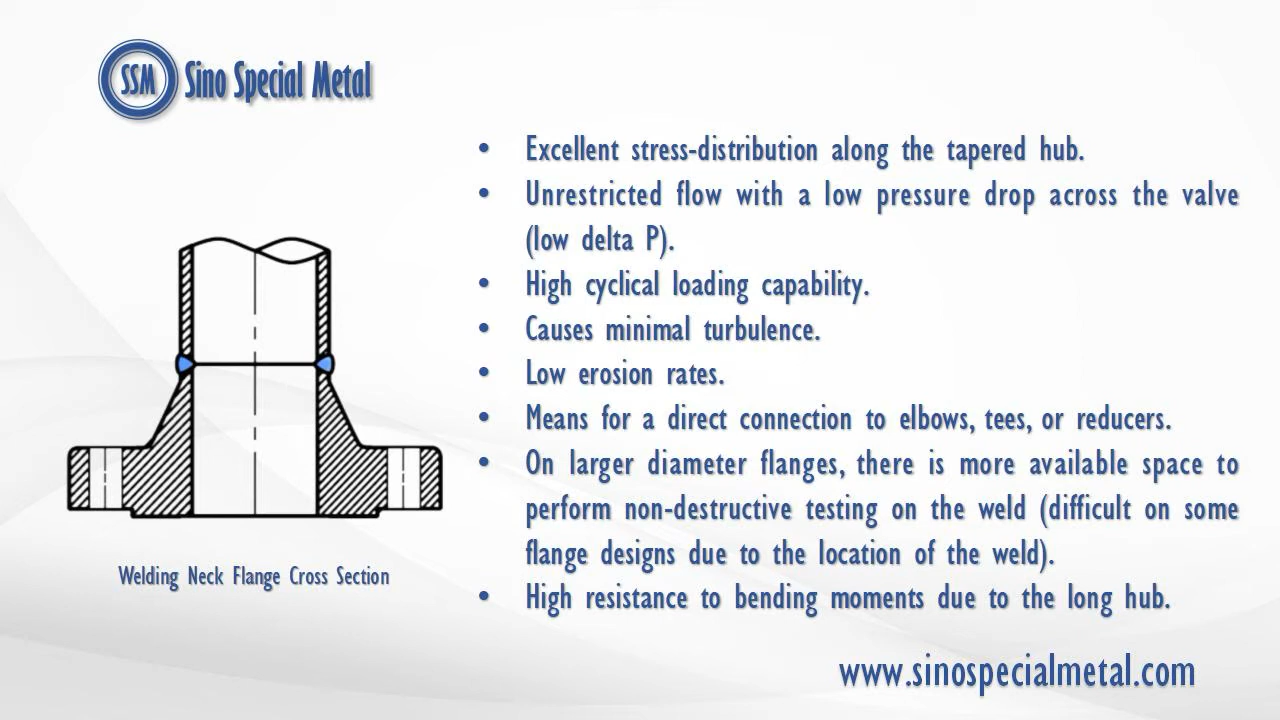 SSM Sino Special Metal
• Excellent stress-distribution along the tapered hub.
• Unrestricted flow with a low pressure drop across the valve
(low delta P).
• High cyclical loading capability.
• Causes minimal turbulence.
• Low erosion rates.
• Means for a direct connection to elbows, tees, or reducers.
• On larger diameter flanges, there is more available space to
perform non-destructive testing on the weld (difficult on some
flange designs due to the location of the weld).
• High resistance to bending moments due to the long hub.
Welding Neck Flange Cross Section
www.sinospecialmetal.com